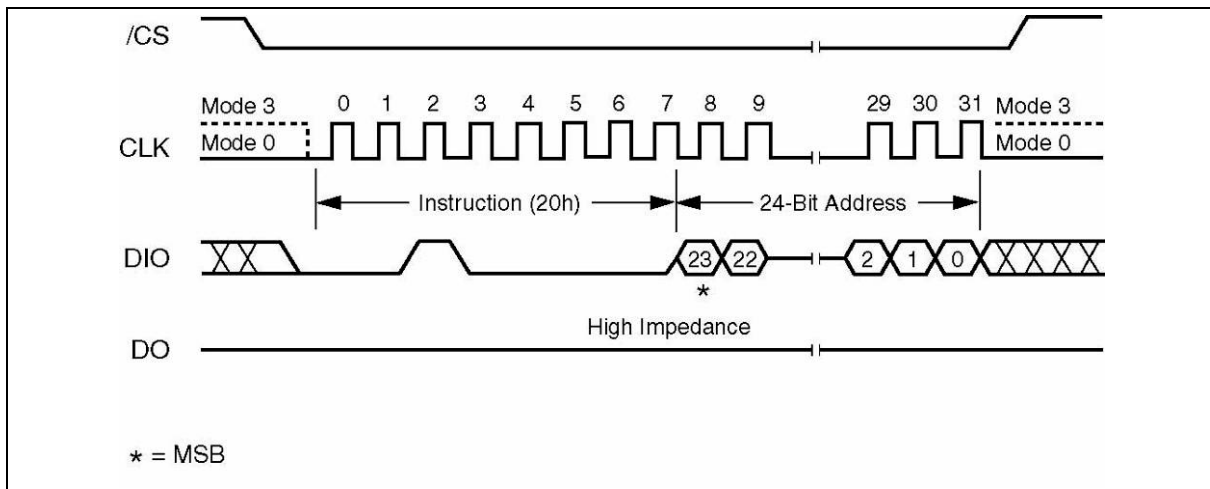 /CS
Mode 3 0 1 2 3 4 5 6 7 8 9 29 30 31 Mode 3
CLK Mode 0 Mode 0
Instruction (20h) 24-Bit Address
DIO 23 22 2 1 0
*
High Impedance
DO
* = MSB